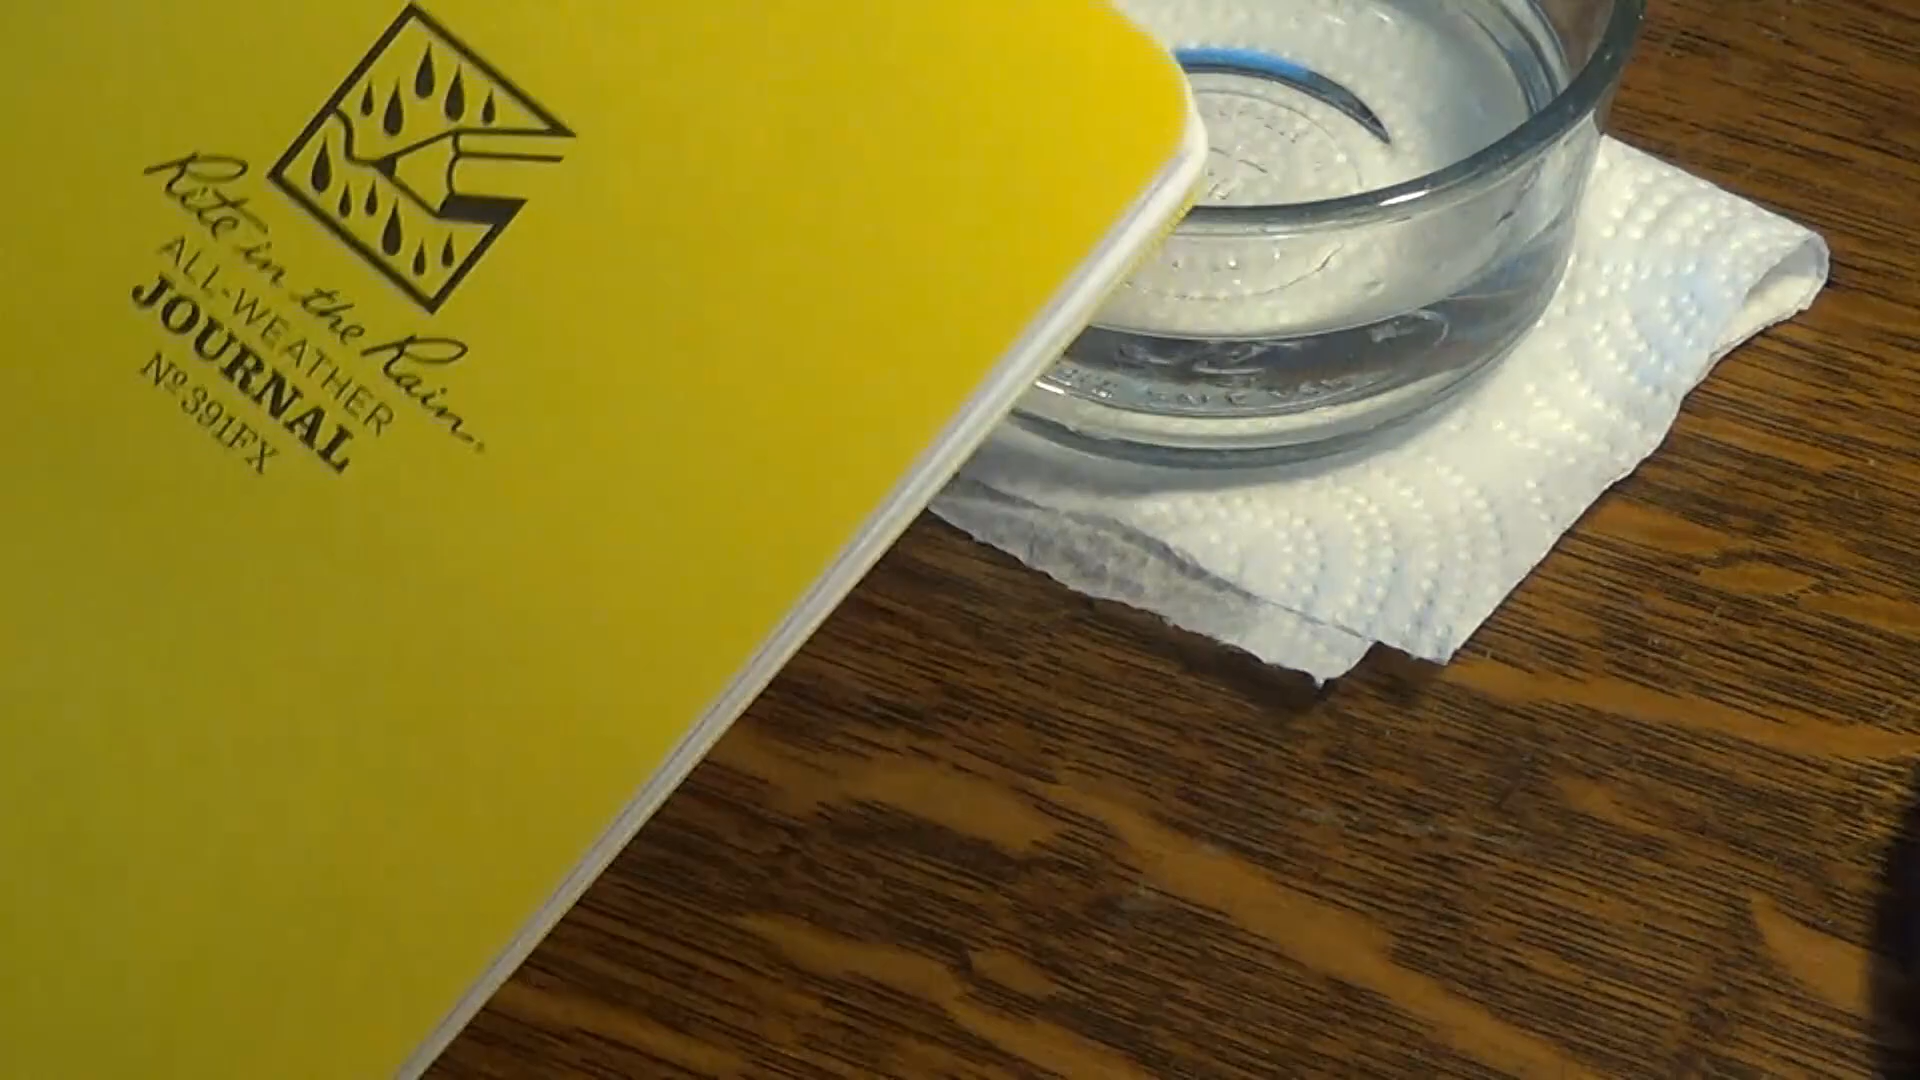 Rite in the Rain.
ALL-WEATHER
JOURNAL
Nº 391FX